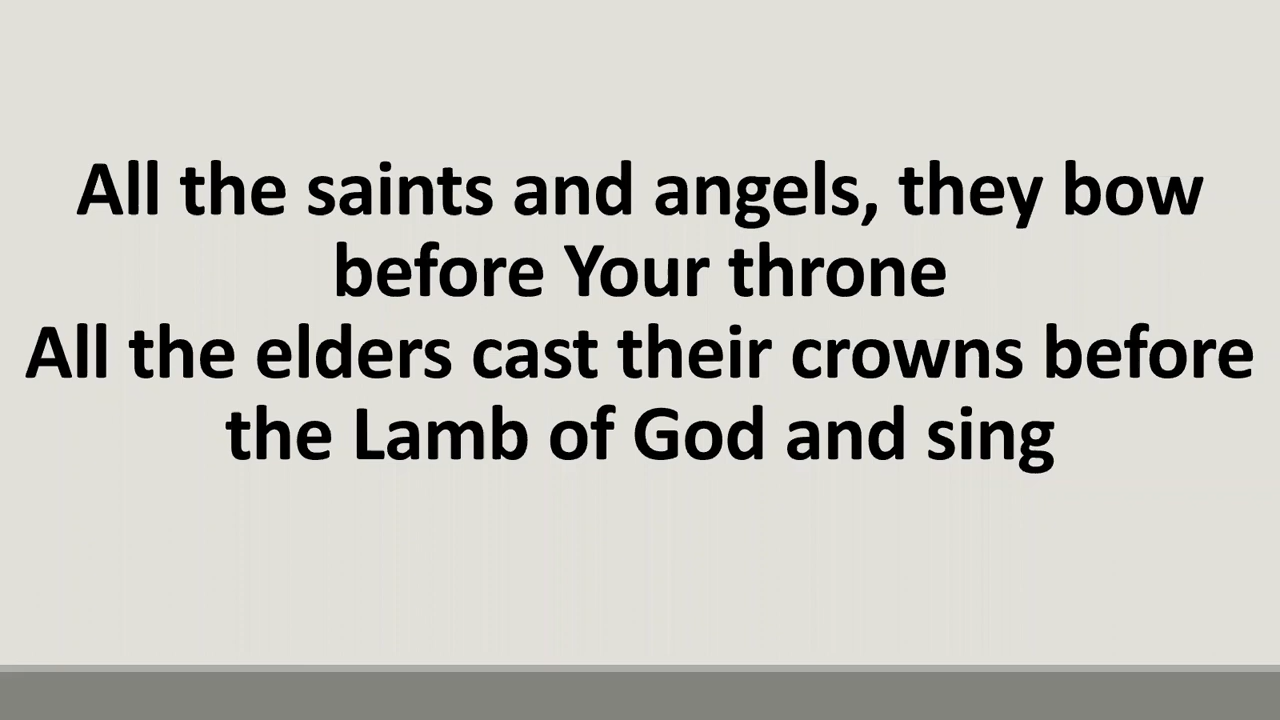 All the saints and angels, they bow
before Your throne
All the elders cast their crowns before
the Lamb of God and sing